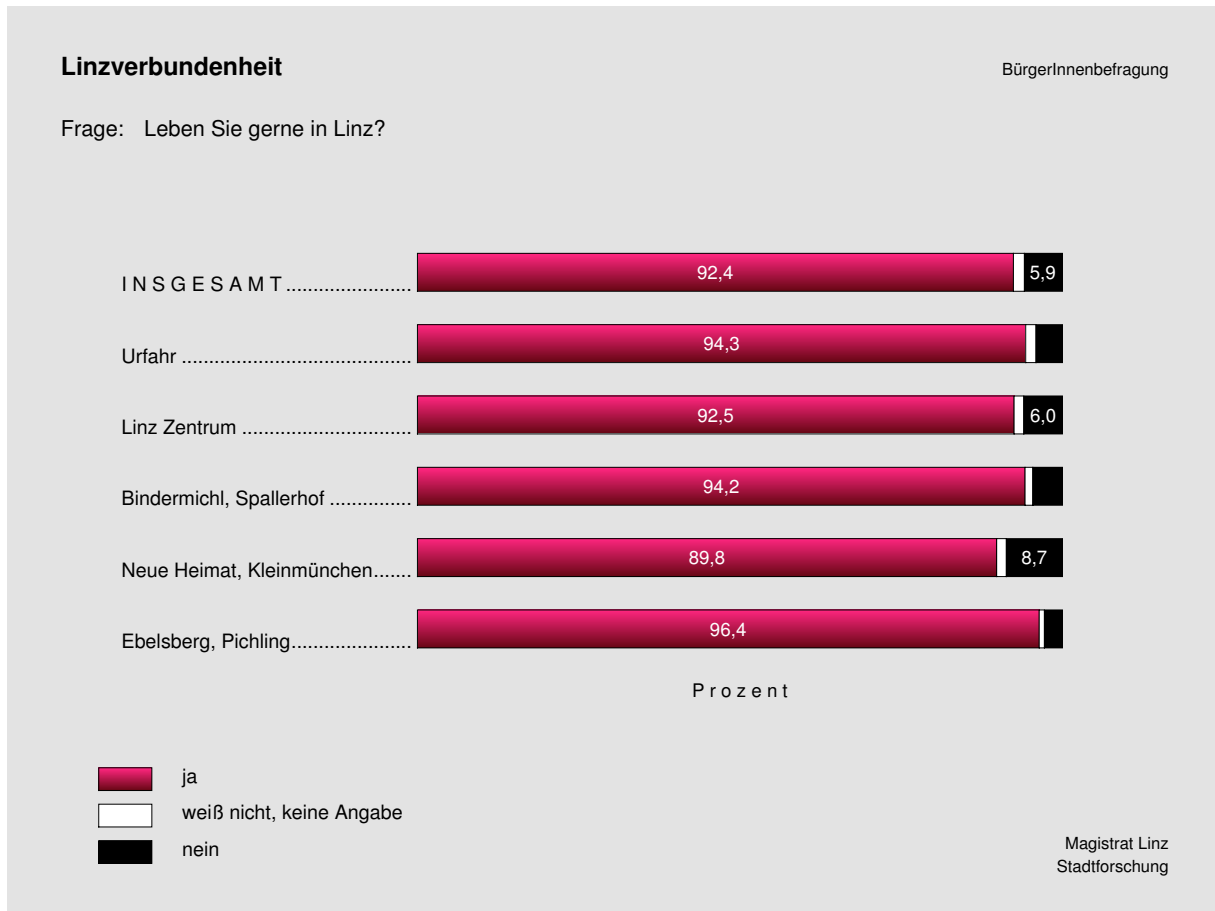 Linzverbundenheit
BürgerInnenbefragung
Frage: Leben Sie gerne in Linz?
I N S G E S A M T ....................... 92,4 5,9
Urfahr .......................................... 94,3
Linz Zentrum ............................... 92,5 6,0
Bindermichl, Spallerhof ............... 94,2
Neue Heimat, Kleinmünchen....... 89,8 8,7
Ebelsberg, Pichling...................... 96,4
P r o z e n t
ja
weiß nicht, keine Angabe
nein
Magistrat Linz
Stadtforschung